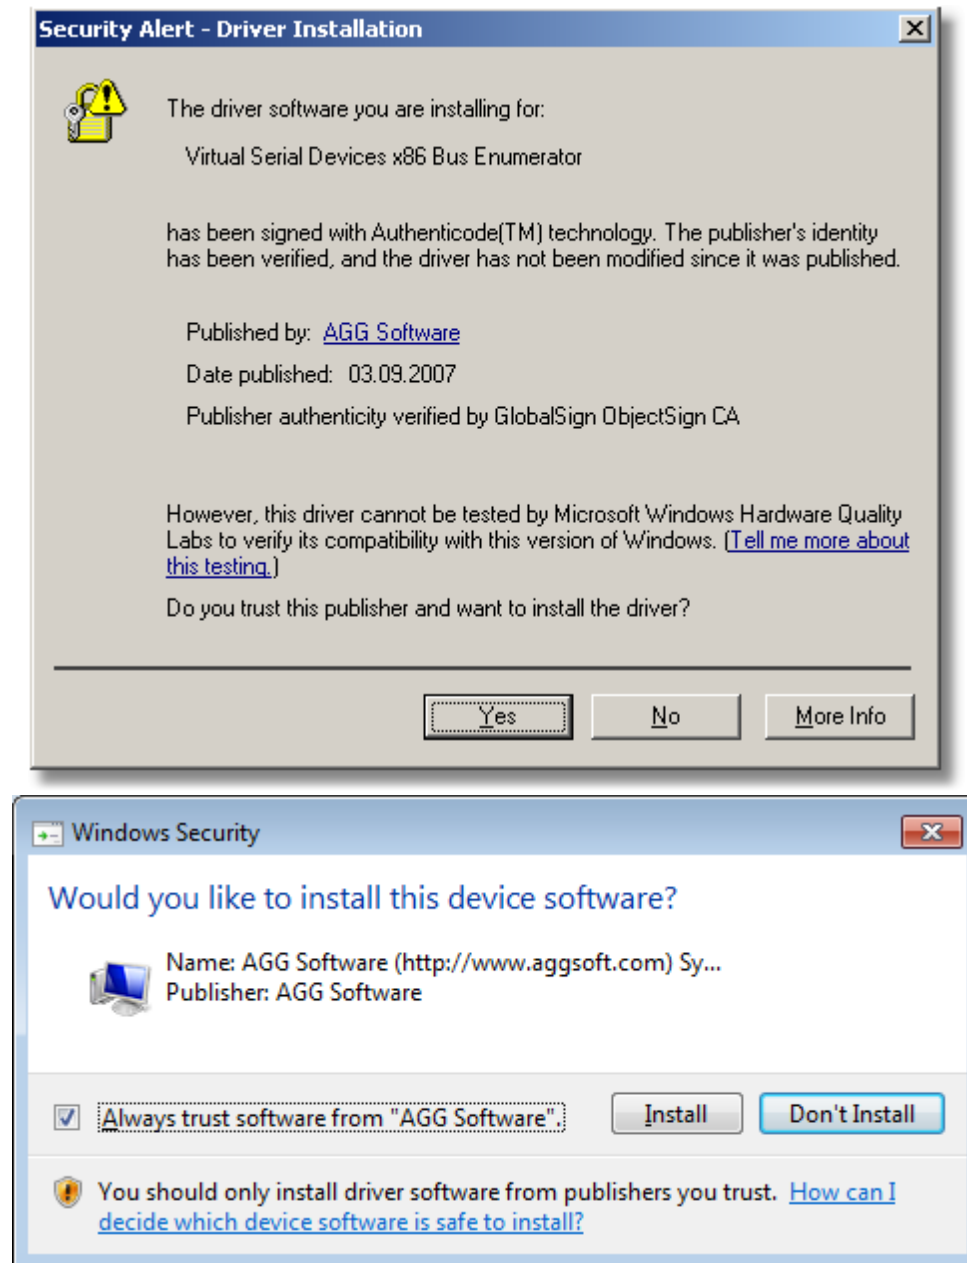 Security Alert - Driver Installation
The driver software you are installing for:
Virtual Serial Devices x86 Bus Enumerator
has been signed with Authenticode(TM) technology. The publisher's identity
has been verified, and the driver has not been modified since it was published.
Published by: AGG Software
Date published: 03.09.2007
Publisher authenticity verified by GlobalSign ObjectSign CA
However, this driver cannot be tested by Microsoft Windows Hardware Quality
Labs to verify its compatibility with this version of Windows. (Tell me more about
this testing.)
Do you trust this publisher and want to install the driver?
Yes No More Info
Windows Security
Would you like to install this device software?
Name: AGG Software (http://www.aggsoft.com) Sy...
Publisher: AGG Software
Always trust software from "AGG Software". Install Don't Install
You should only install driver software from publishers you trust. How can I
decide which device software is safe to install?